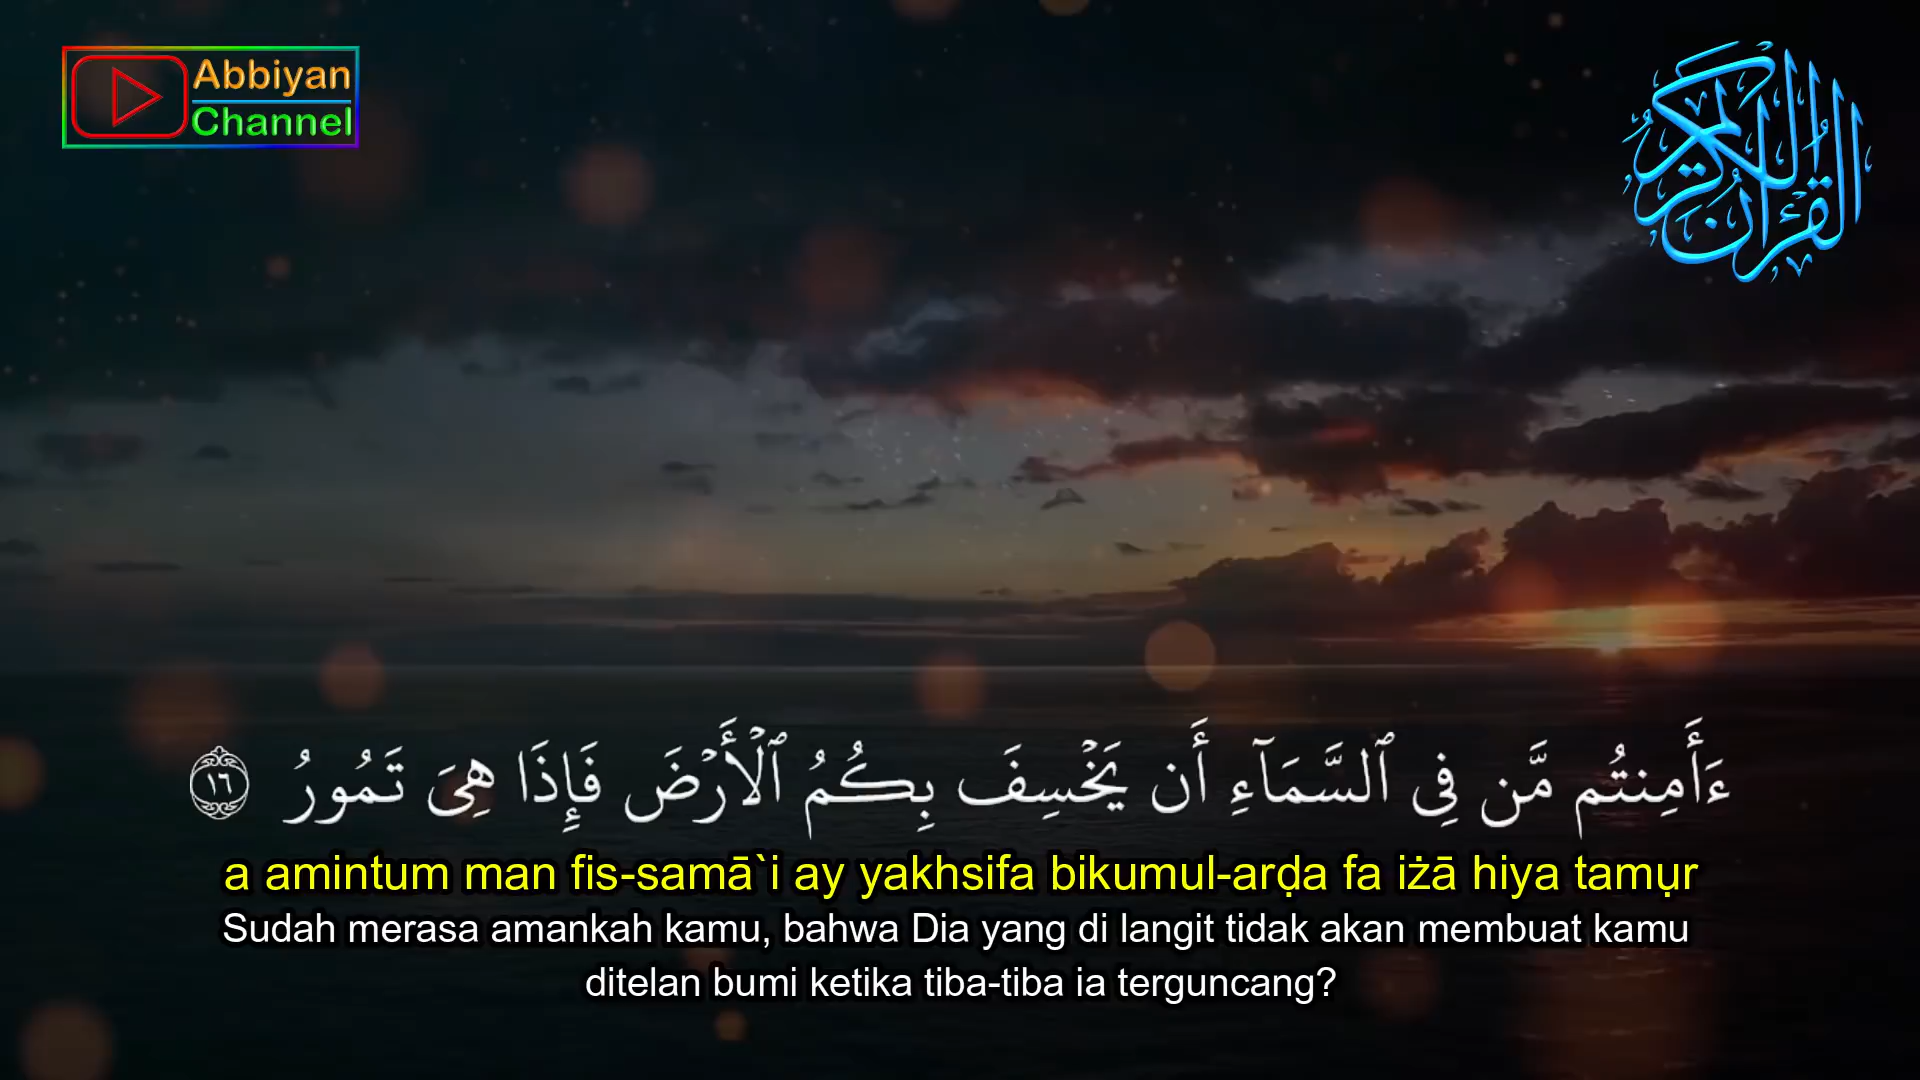 Abbiyan
Channel
القرآن الكريم
ءَأَمِنتُم مَّن فِى ٱلسَّمَآءِ أَن يَخْسِفَ بِكُمُ ٱلْأَرْضَ فَإِذَا هِىَ تَمُورُ ١٦
a amintum man fis-samā`i ay yakhsifa bikumul-arḍa fa iżā hiya tamụr
Sudah merasa amankah kamu, bahwa Dia yang di langit tidak akan membuat kamu
ditelan bumi ketika tiba-tiba ia terguncang?